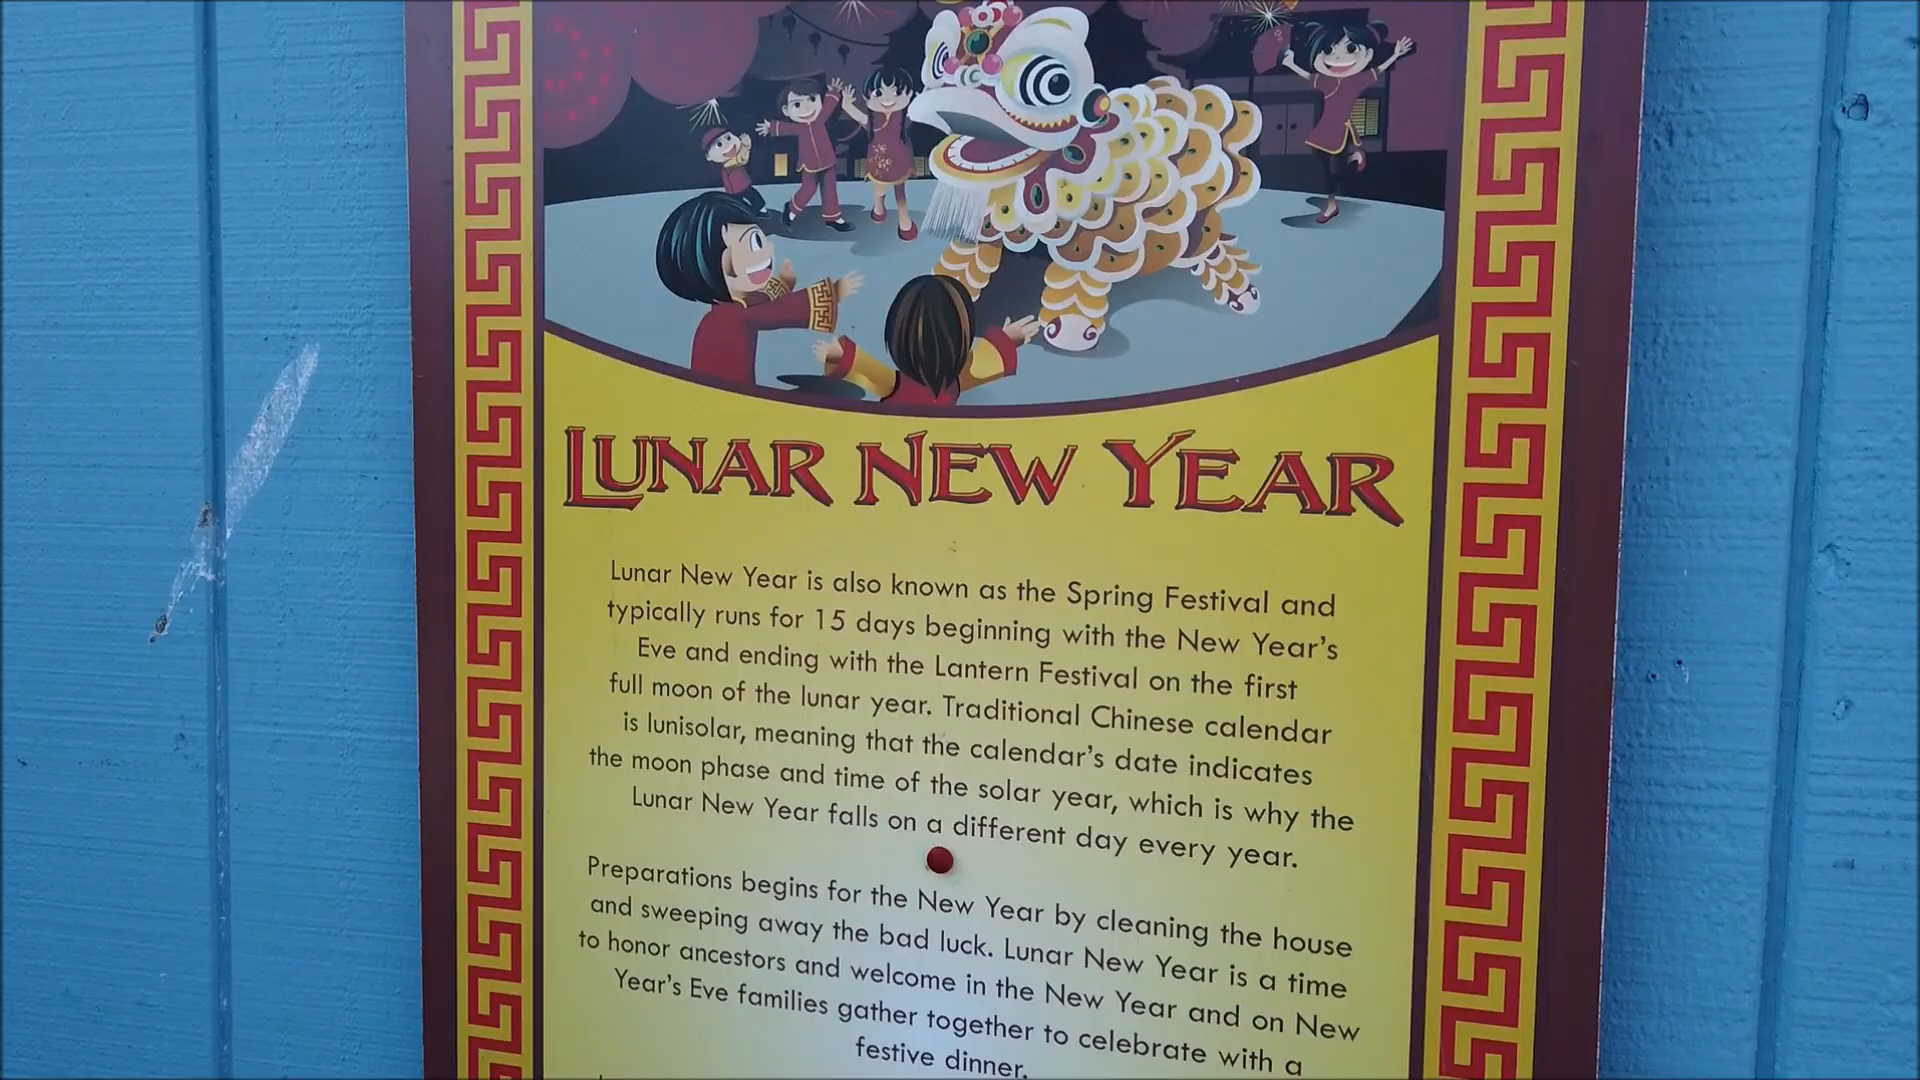 LUNAR NEW YEAR
Lunar New Year is also known as the Spring Festival and
typically runs for 15 days beginning with the New Year's
Eve and ending with the Lantern Festival on the first
full moon of the lunar year. Traditional Chinese calendar
is lunisolar, meaning that the calendar's date indicates
the moon phase and time of the solar year, which is why the
Lunar New Year falls on a different day every year.
Preparations begins for the New Year by cleaning the house
and sweeping away the bad luck. Lunar New Year is a time
to honor ancestors and welcome in the New Year and on New
Year's Eve families gather together to celebrate with a
festive dinner.